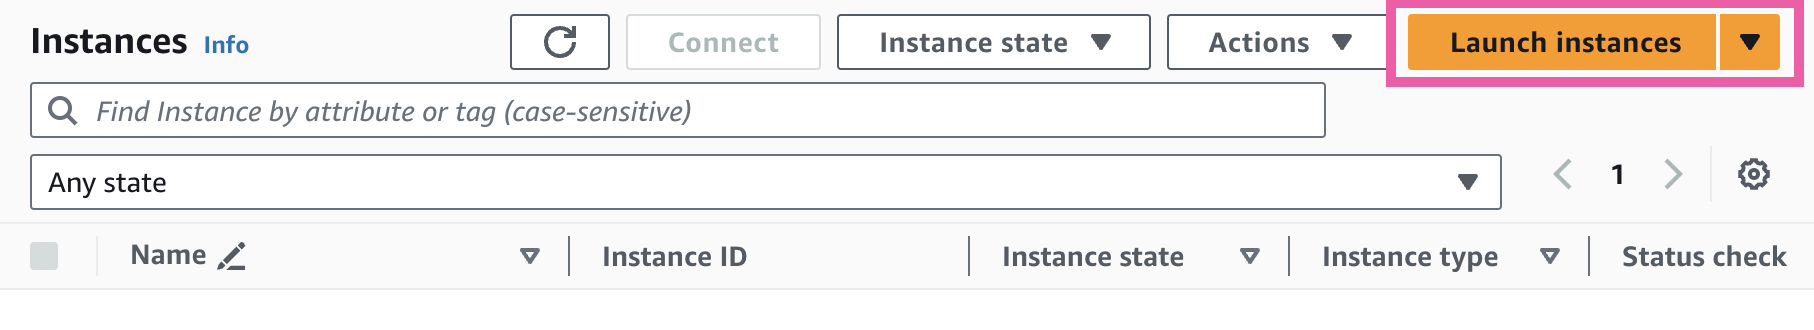 Instances Info Connect Instance state Actions Launch instances
Find Instance by attribute or tag (case-sensitive)
Any state 1
Name Instance ID Instance state Instance type Status check